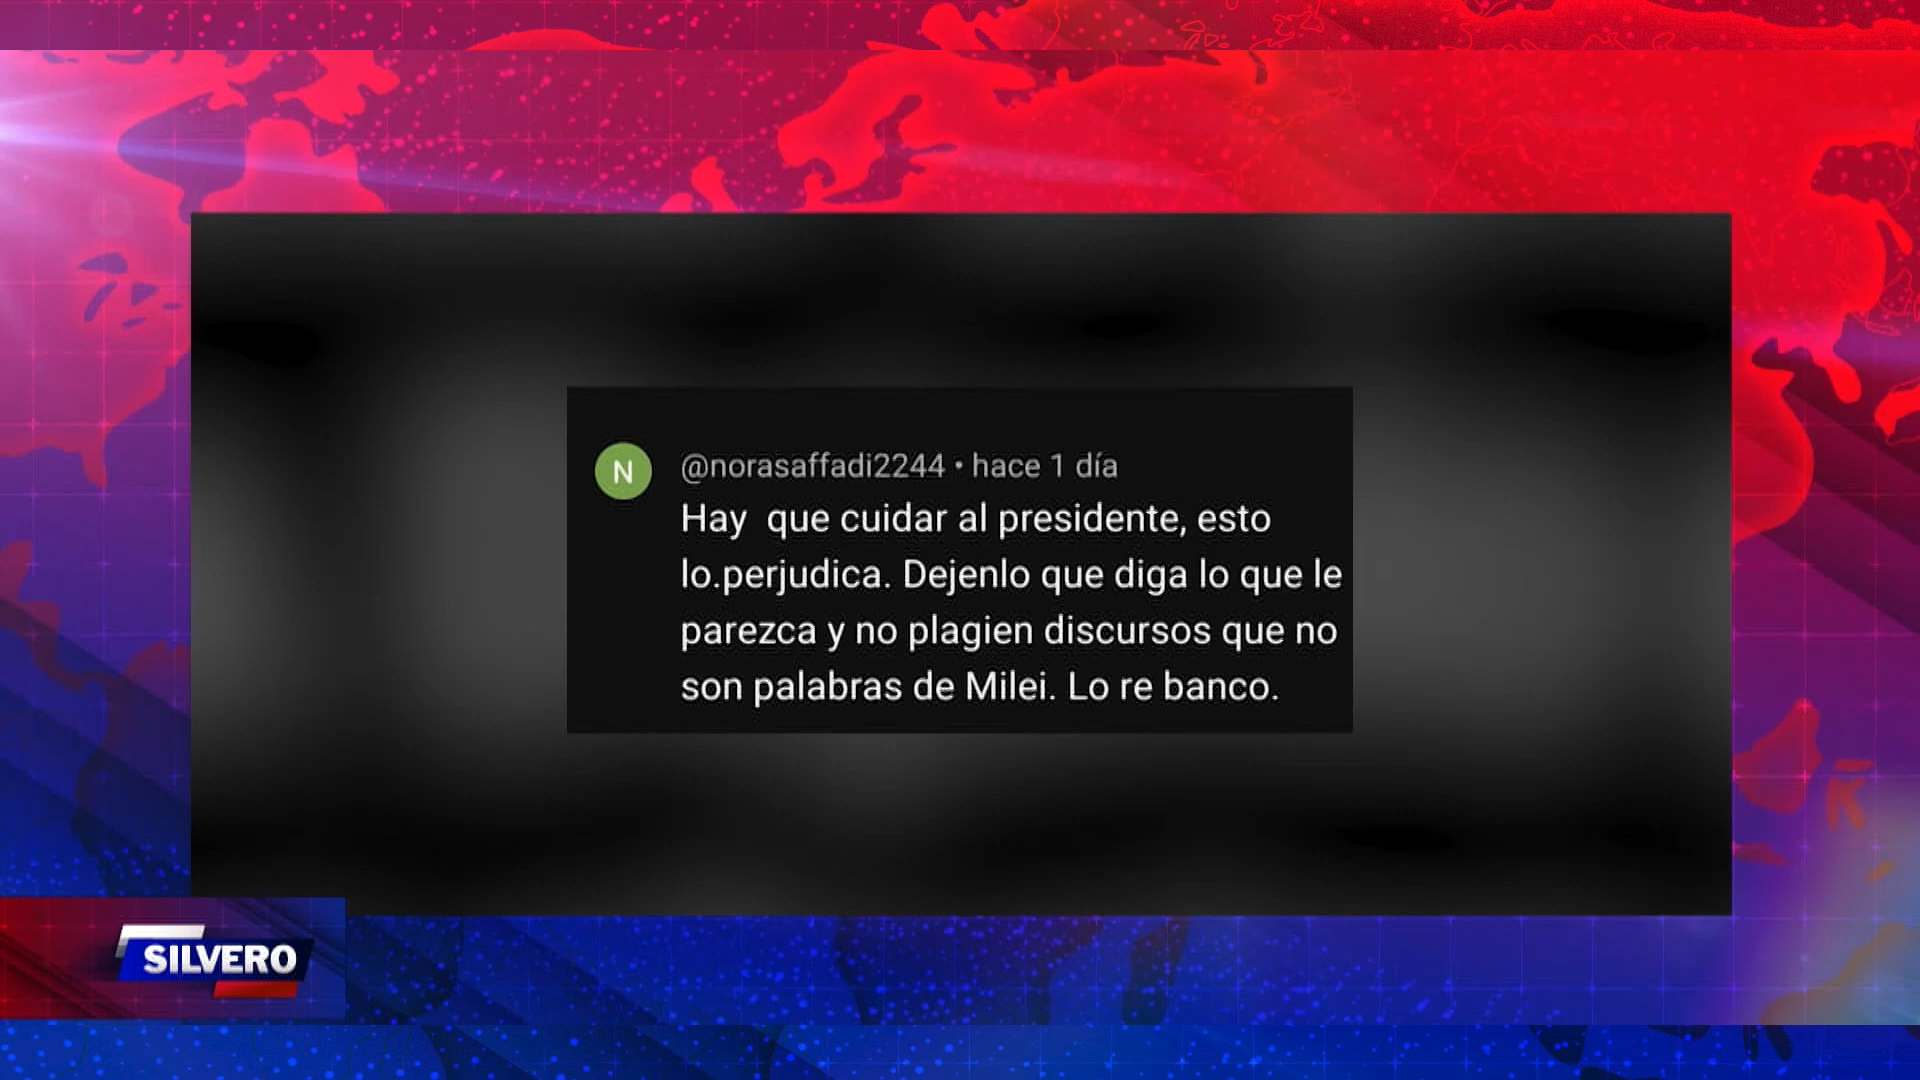 N
@norasaffadi2244 • hace 1 día
Hay  que cuidar al presidente, esto
lo.perjudica. Dejenlo que diga lo que le
parezca y no plagien discursos que no
son palabras de Milei. Lo re banco.
SILVERO